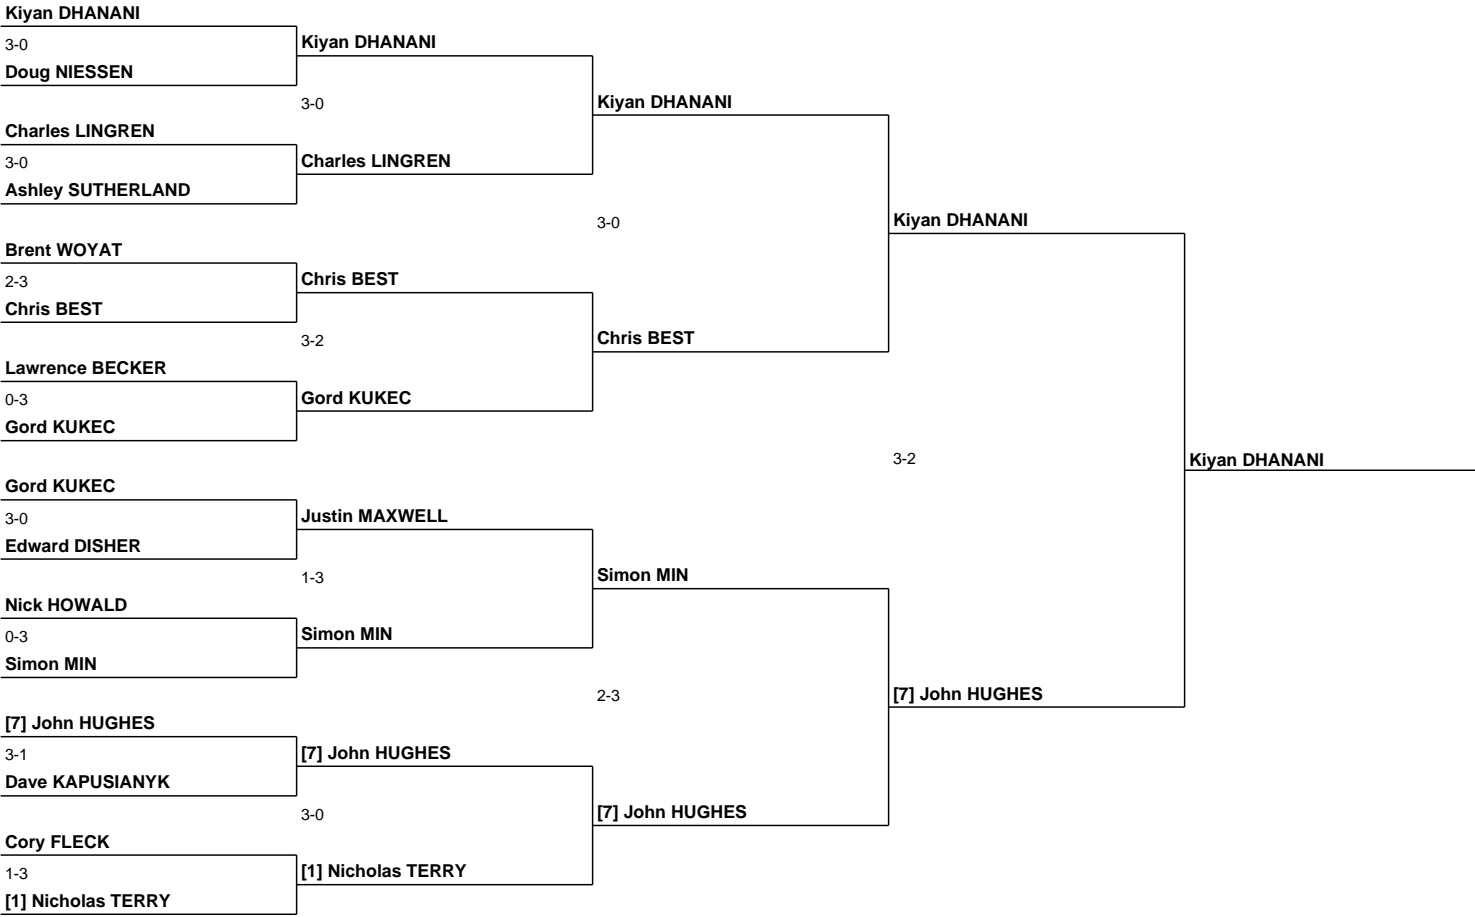 Kiyan DHANANI
3-0
Doug NIESSEN
Charles LINGREN
3-0
Ashley SUTHERLAND
Brent WOYAT
2-3
Chris BEST
Lawrence BECKER
0-3
Gord KUKEC
Gord KUKEC
3-0
Edward DISHER
Nick HOWALD
0-3
Simon MIN
[7] John HUGHES
3-1
Dave KAPUSIANYK
Cory FLECK
1-3
[1] Nicholas TERRY
Kiyan DHANANI
3-0
Charles LINGREN
Chris BEST
3-2
Gord KUKEC
Justin MAXWELL
1-3
Simon MIN
[7] John HUGHES
3-0
[1] Nicholas TERRY
Kiyan DHANANI
3-0
Chris BEST
Simon MIN
2-3
[7] John HUGHES
Kiyan DHANANI
3-2
[7] John HUGHES
Kiyan DHANANI